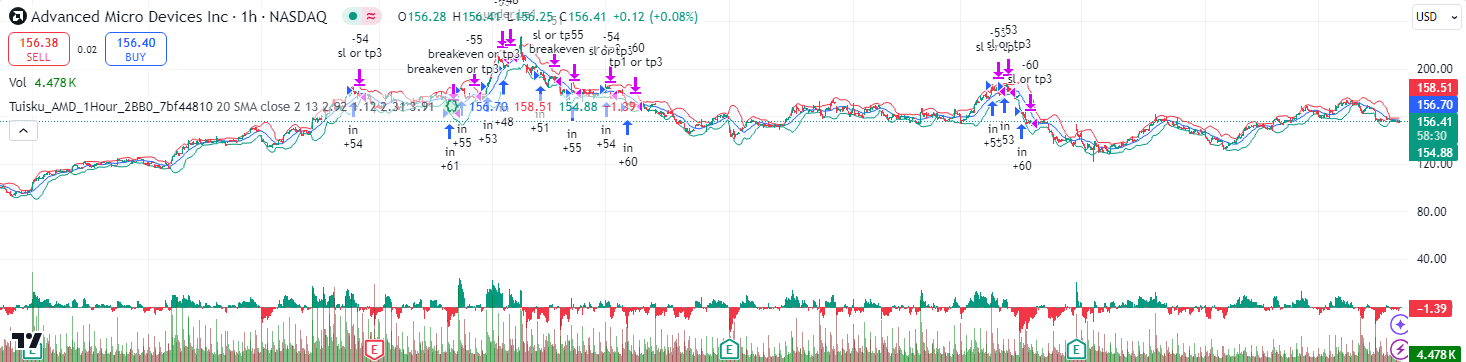 Advanced Micro Devices Inc · 1h · NASDAQ
O156.28 H156.41 L156.25 C156.41 +0.12 (+0.08%)
USD
156.38
SELL
0.02
156.40
BUY
Vol 4.478 K
Tuisku_AMD_1Hour_2BB0_7bf44810 20 SMA close 2 13 2.92 1.12 2.31 3.91
156.70 158.51 154.88 −1.39
-54
sl or tp3
-55
breakeven or tp3
breakeven or tp3
sl or tp3
breakeven
-54
sl or tp3
-60
tp1 or tp3
-53
sl or tp3
-60
sl or tp3
in
+54
in
+61
in
+55
in
+53
+48
+51
in
+55
in
+54
in
+60
in
+53
in
+60
200.00
158.51
156.70
156.41
58:30
154.88
120.00
80.00
40.00
−1.39
4.478 K
E
E
E
E